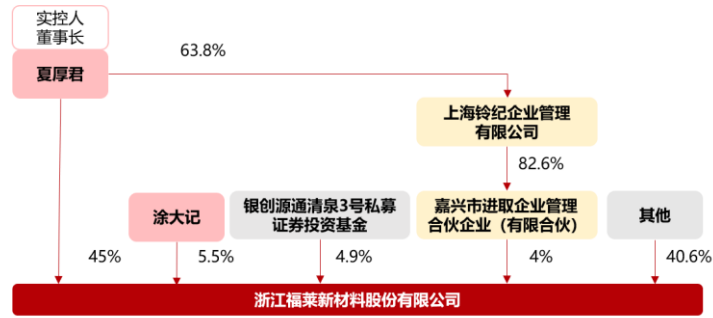 实控人
董事长
夏厚君
63.8%
上海铃纪企业管理
有限公司
82.6%
涂大记
银创源通清泉3号私募
证券投资基金
嘉兴市进取企业管理
合伙企业（有限合伙）
其他
45%
5.5%
4.9%
4%
40.6%
浙江福莱新材料股份有限公司